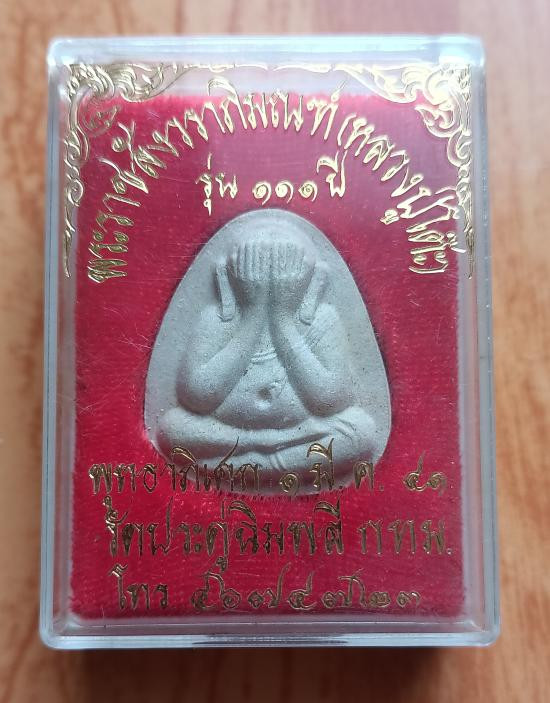 พระราชสังวราภิมณฑ์ (หลวงปู่โต๊ะ)
รุ่น ๑๑๑ ปี
พุทธาภิเศก ๑ มี.ค. ๔๑
วัดประดู่ฉิมพลี กทม.
โทร